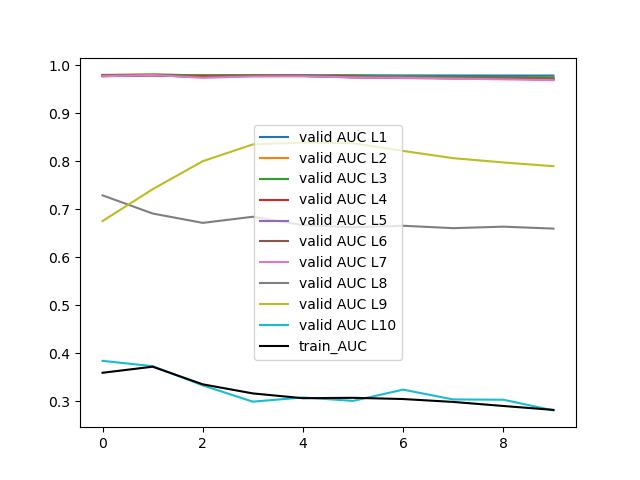 1.0
0.9
0.8
0.7
0.6
0.5
0.4
0.3
valid AUC L1
valid AUC L2
valid AUC L3
valid AUC L4
valid AUC L5
valid AUC L6
valid AUC L7
valid AUC L8
valid AUC L9
valid AUC L10
train_AUC
0 2 4 6 8